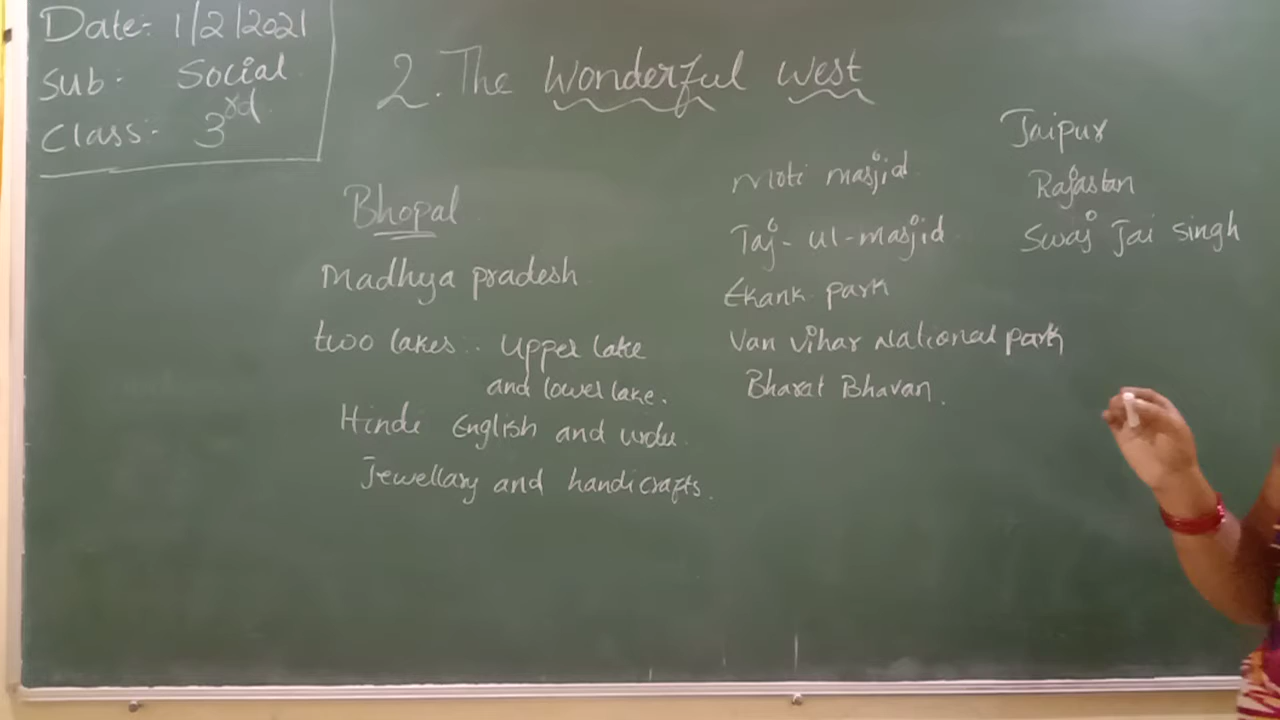 Date:- 1/2/2021
Sub:- Social
Class:- 3rd
2. The Wonderful West
Bhopal
Madhya pradesh
two lakes:- Upper lake
and lower lake.
Hindi English and urdu.
Jewellary and handicrafts.
Moti masjid
Taj-ul-masjid
Ekank park
Van vihar National park
Bharat Bhavan.
Jaipur
Rajastan
Swaj Jai singh